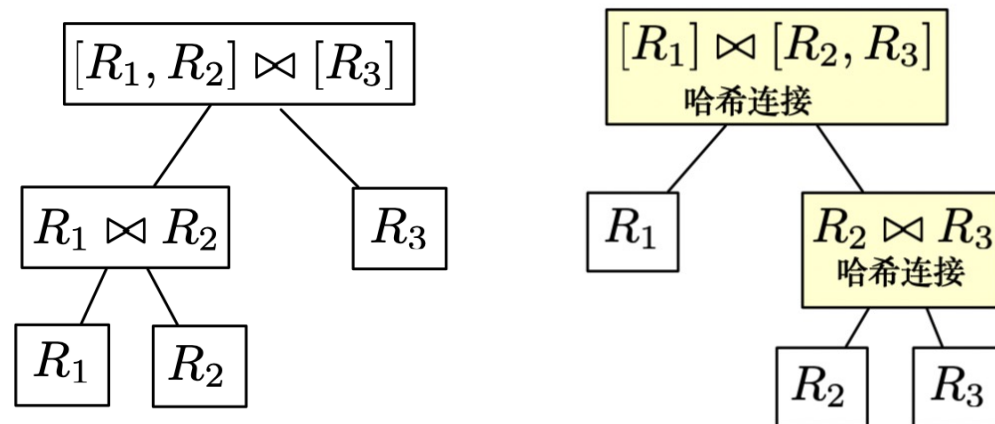 [R₁, R₂] ⋈ [R₃]
R₁ ⋈ R₂
R₃
R₁
R₂
[R₁] ⋈ [R₂, R₃]
哈希连接
R₁
R₂ ⋈ R₃
哈希连接
R₂
R₃